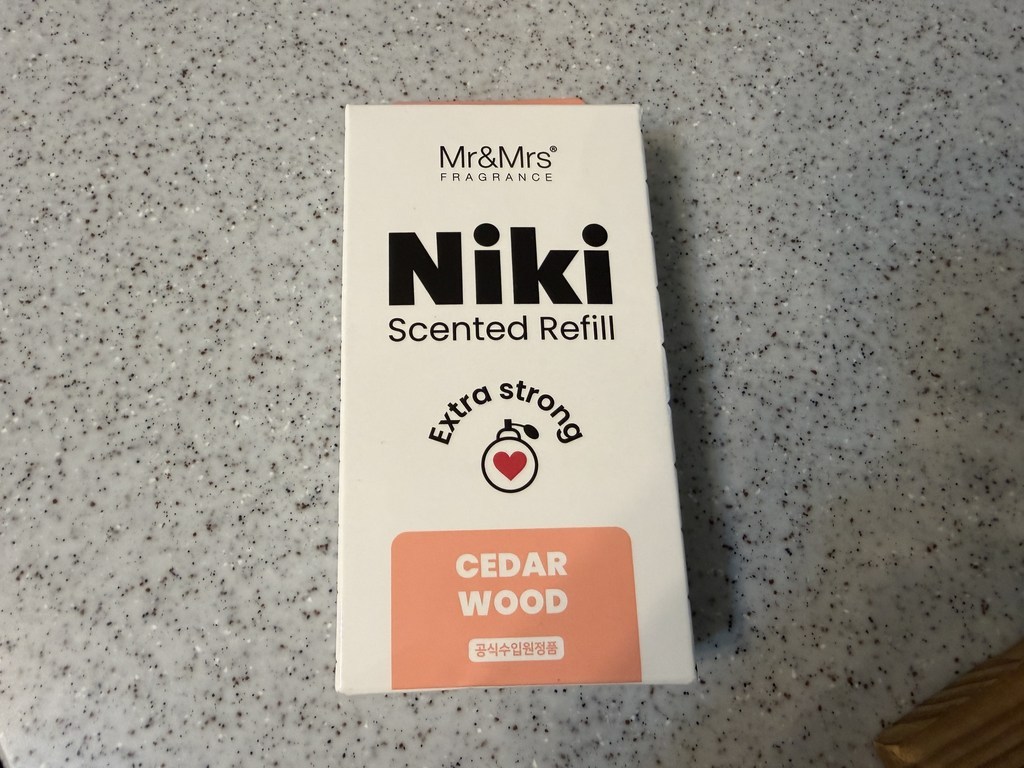 Mr&Mrs®
FRAGRANCE
Niki
Scented Refill
Extra strong
CEDAR
WOOD
공식수입원정품